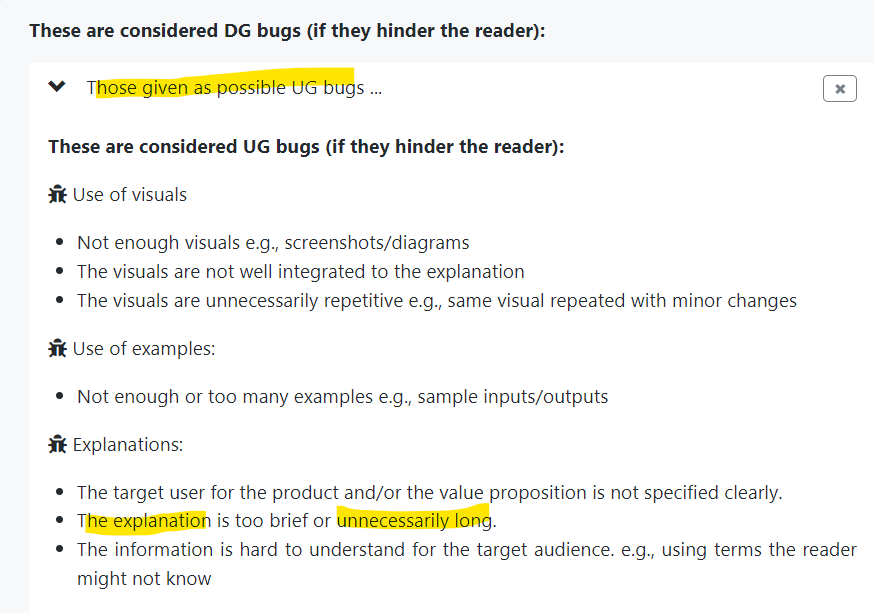 These are considered DG bugs (if they hinder the reader):
Those given as possible UG bugs ...
These are considered UG bugs (if they hinder the reader):
Use of visuals
Not enough visuals e.g., screenshots/diagrams
The visuals are not well integrated to the explanation
The visuals are unnecessarily repetitive e.g., same visual repeated with minor changes
Use of examples:
Not enough or too many examples e.g., sample inputs/outputs
Explanations:
The target user for the product and/or the value proposition is not specified clearly.
The explanation is too brief or unnecessarily long.
The information is hard to understand for the target audience. e.g., using terms the reader
might not know